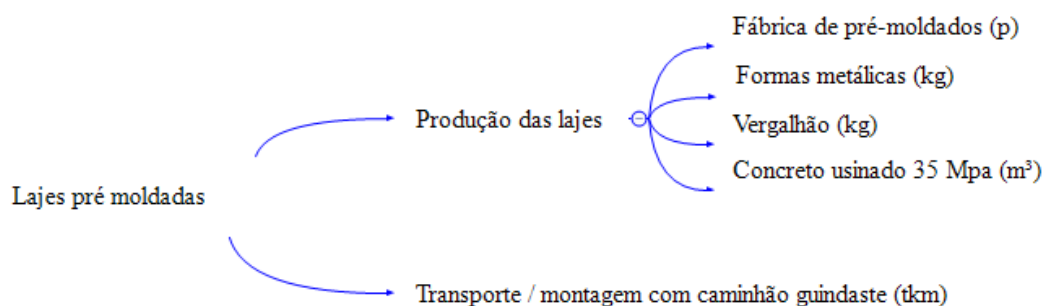 Fábrica de pré-moldados (p)
Formas metálicas (kg)
Produção das lajes
Vergalhão (kg)
Concreto usinado 35 Mpa (m³)
Lajes pré moldadas
Transporte / montagem com caminhão guindaste (tkm)